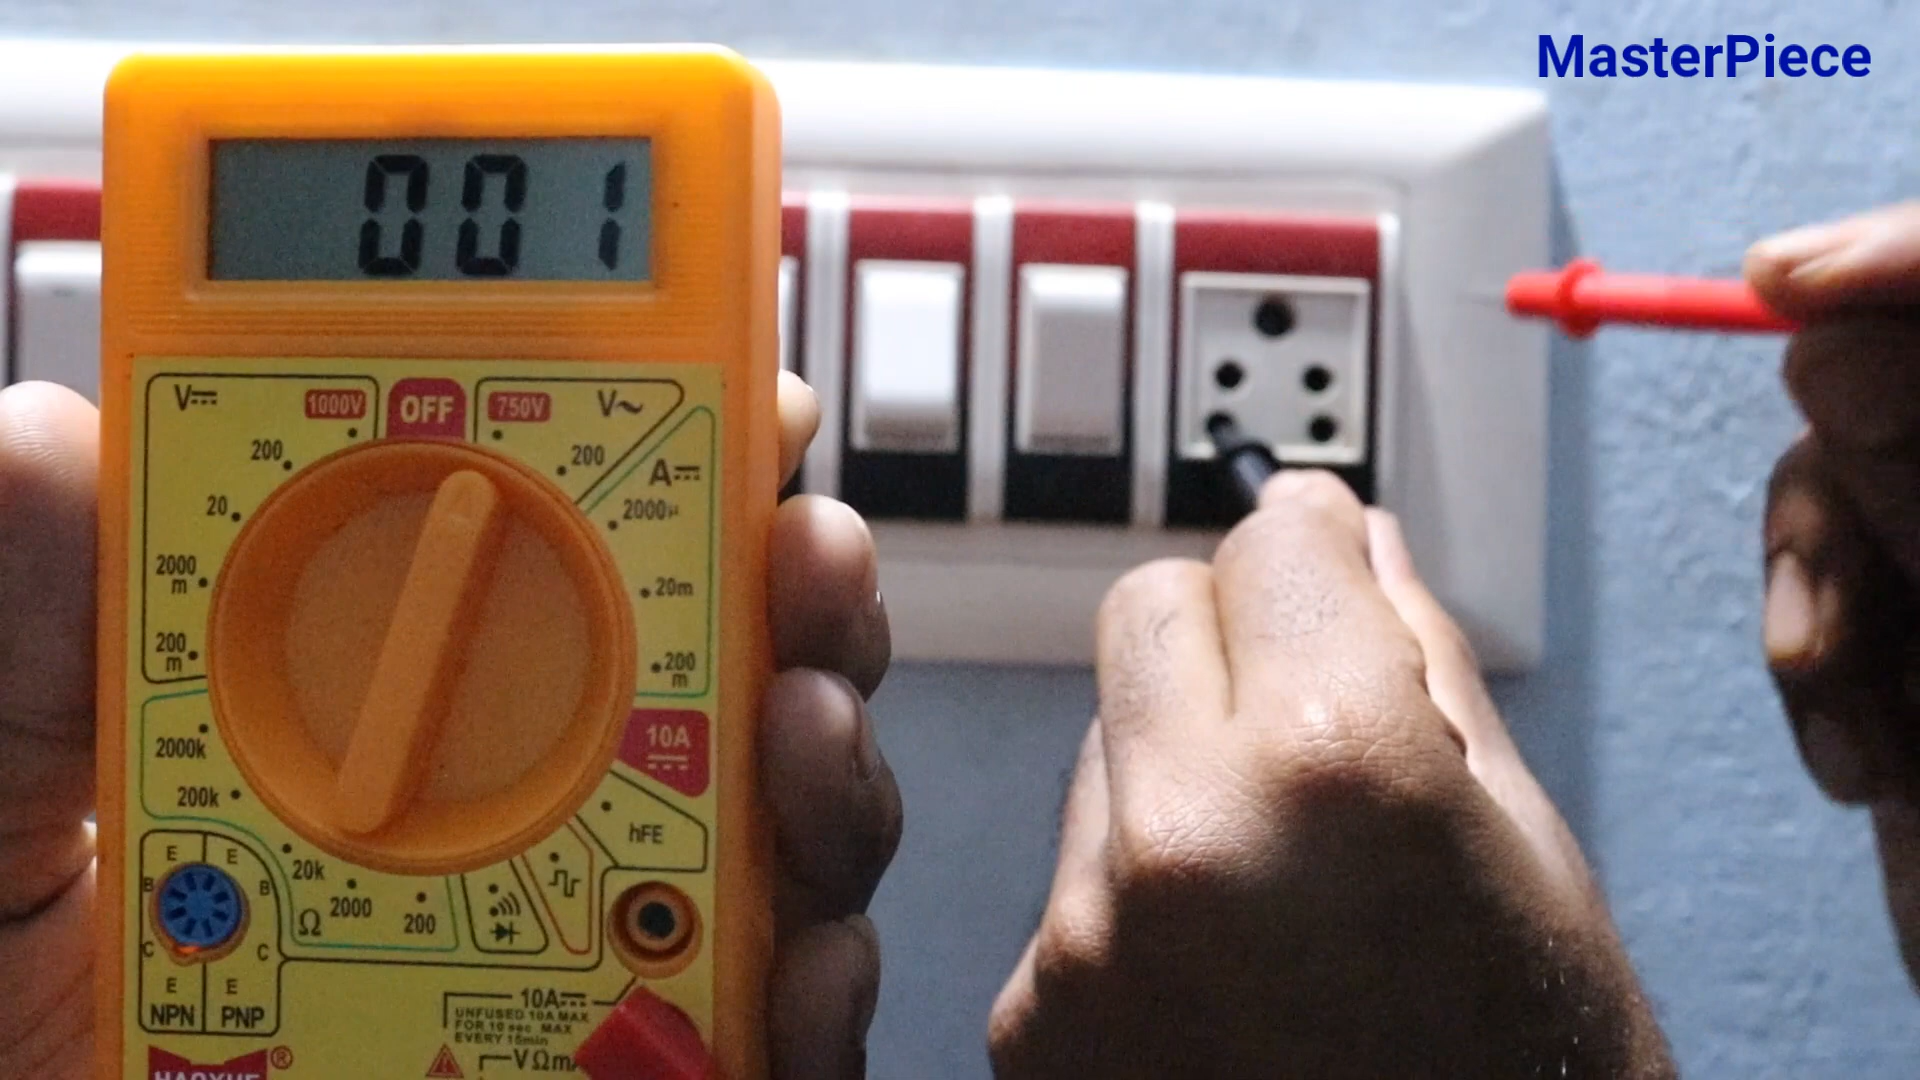 MasterPiece
001
V⎓
1000V
OFF
750V
V~
200
200
A⎓
20
2000µ
2000
m
20m
200
m
200
m
2000k
10A
200k
hFE
20k
2000
200
Ω
E
E
B
B
C
C
E
E
NPN
PNP
10A⎓
UNFUSED 10A MAX
FOR 10 sec MAX
EVERY 15min
®